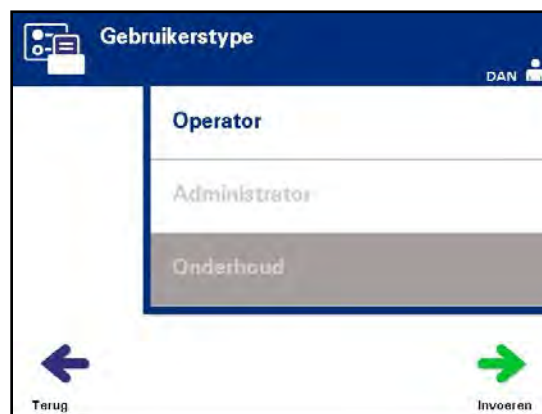 Gebruikerstype
DAN
Operator
Administrator
Onderhoud
Terug
Invoeren